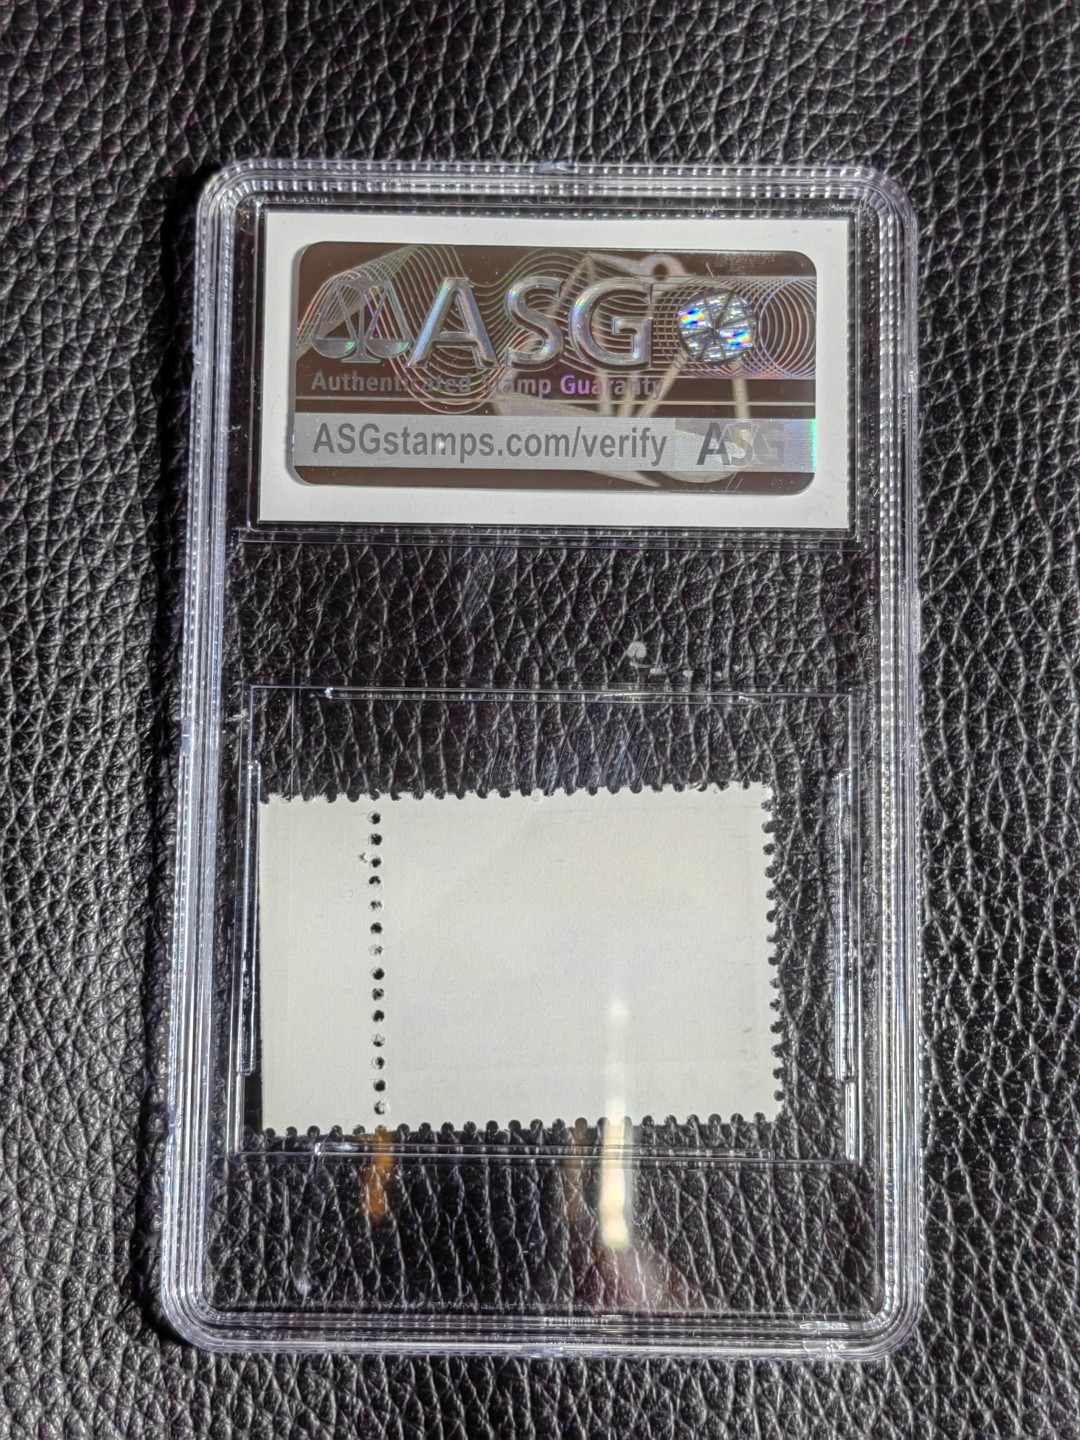 ASG
Authenticated Stamp Guaranty
ASGstamps.com/verify ASG